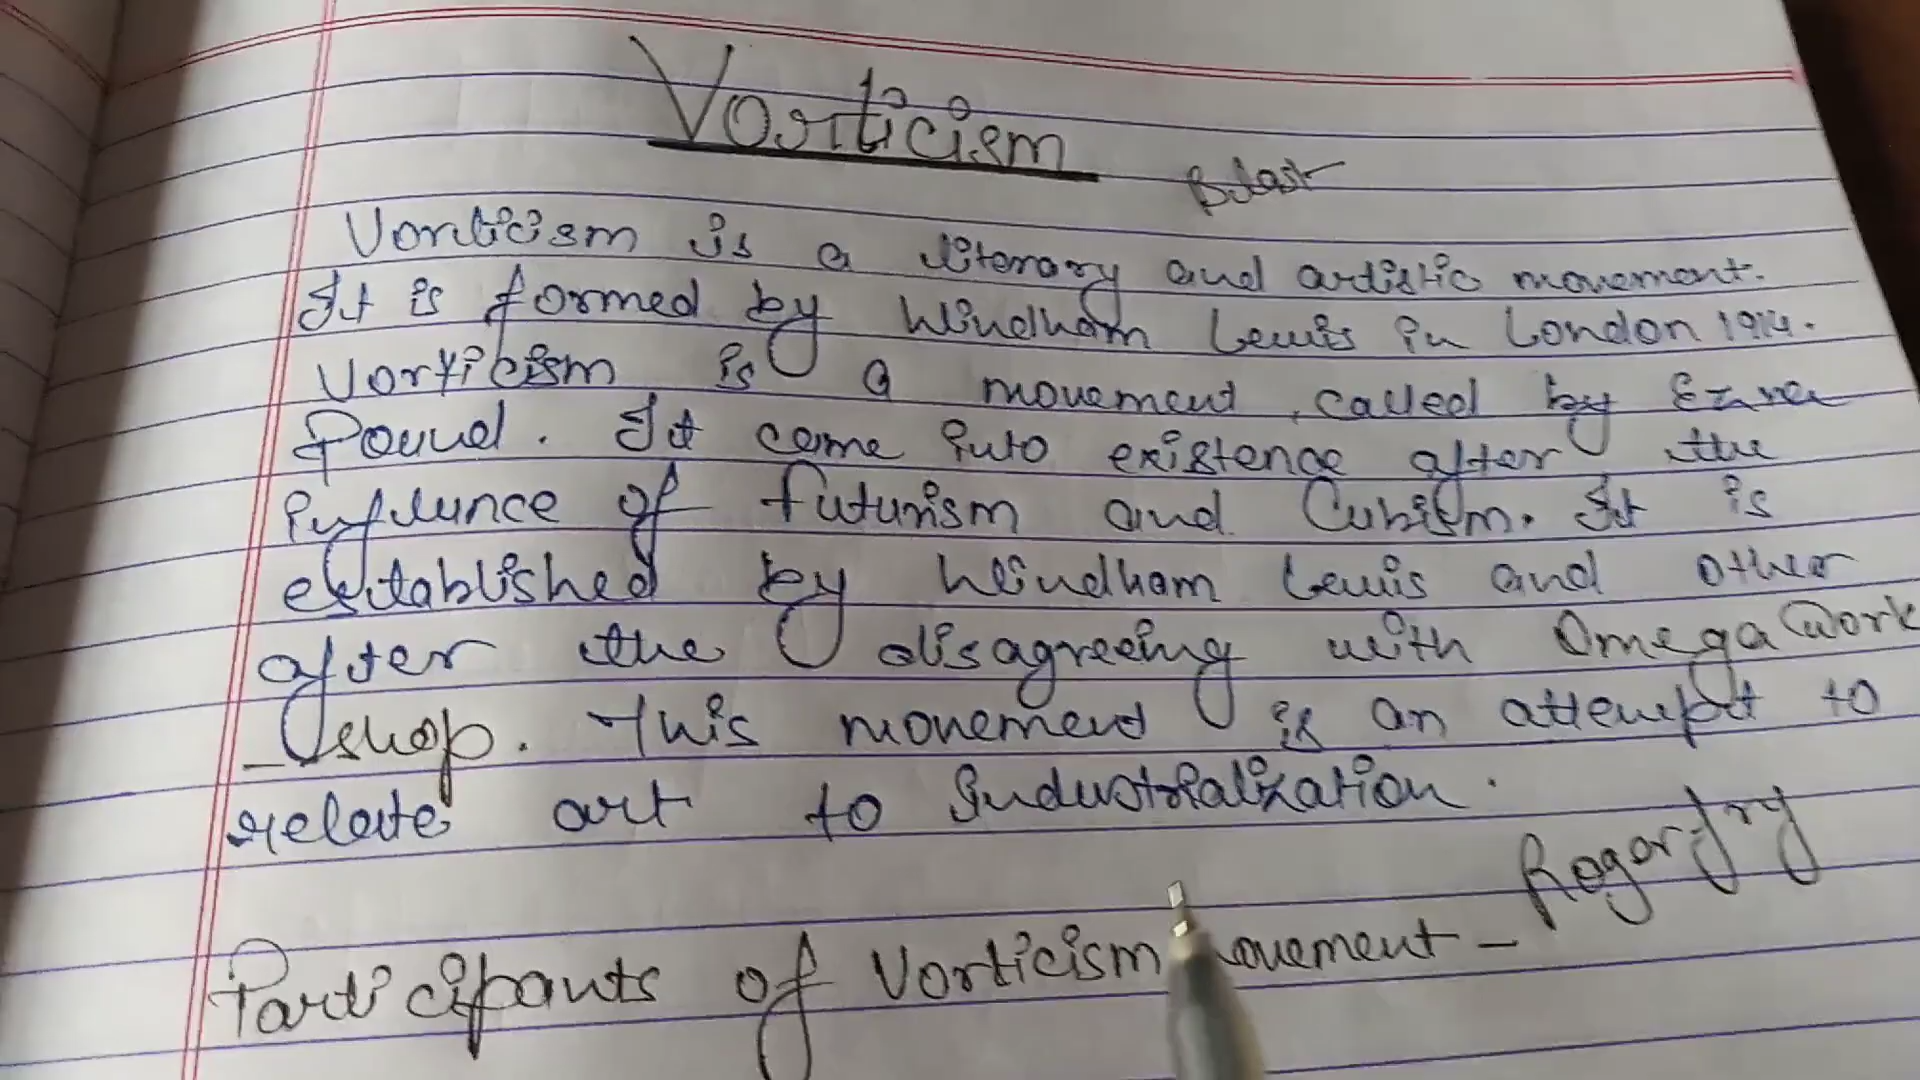 Vorticism
Blast
Vorticism is a literary and artistic movement.
It is formed by Windham Lewis in London 1914.
Vorticism is a movement, called by Ezra
Pound. It came into existence after the
influnce of futurism and Cubism. It is
established by Windham Lewis and other
after the disagreeing with Omega Work
shop. This movement is an attempt to
relate art to Industrialization.
Roger fry
Participants of Vorticism ovement -